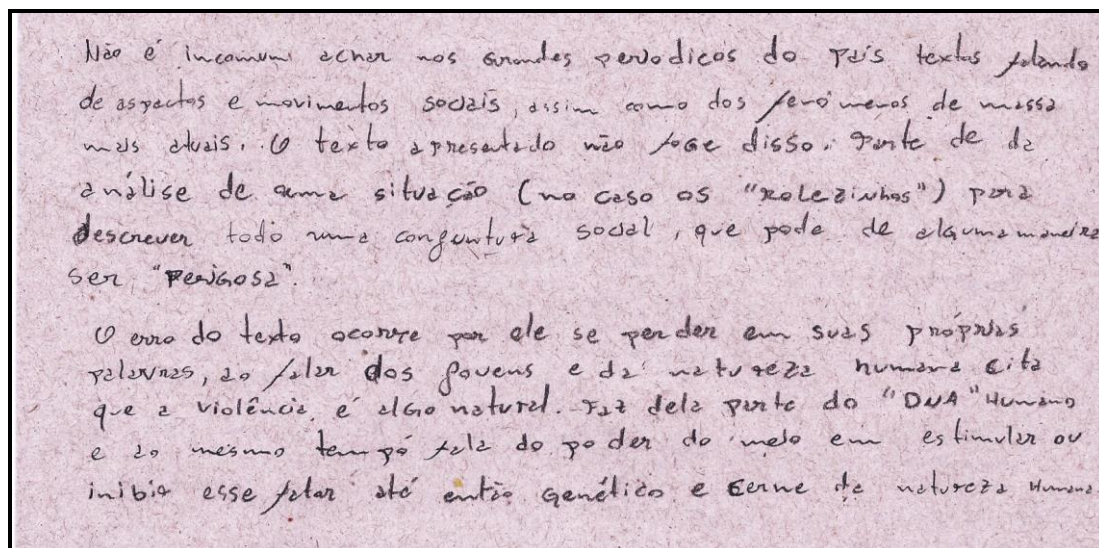 Não é incomum achar nos grandes periodicos do país textos falando
de aspectos e movimentos sociais, assim como dos fenômenos de massa
mais atuais. O texto apresentado não foge disso. Parte de da
análise de uma situação (no caso os "Rolezinhos") para
descrever todo uma conjuntura social, que pode de alguma maneira
ser "Perigosa".
O erro do texto ocorre por ele se perder em suas próprias
palavras, ao falar dos jovens e da natureza humana cita
que a violência é algo natural. Faz dela parte do "DNA" Humano
e ao mesmo tempo fala do poder do meio em estimular ou
inibir esse fator até então genético e cerne da natureza Humana.